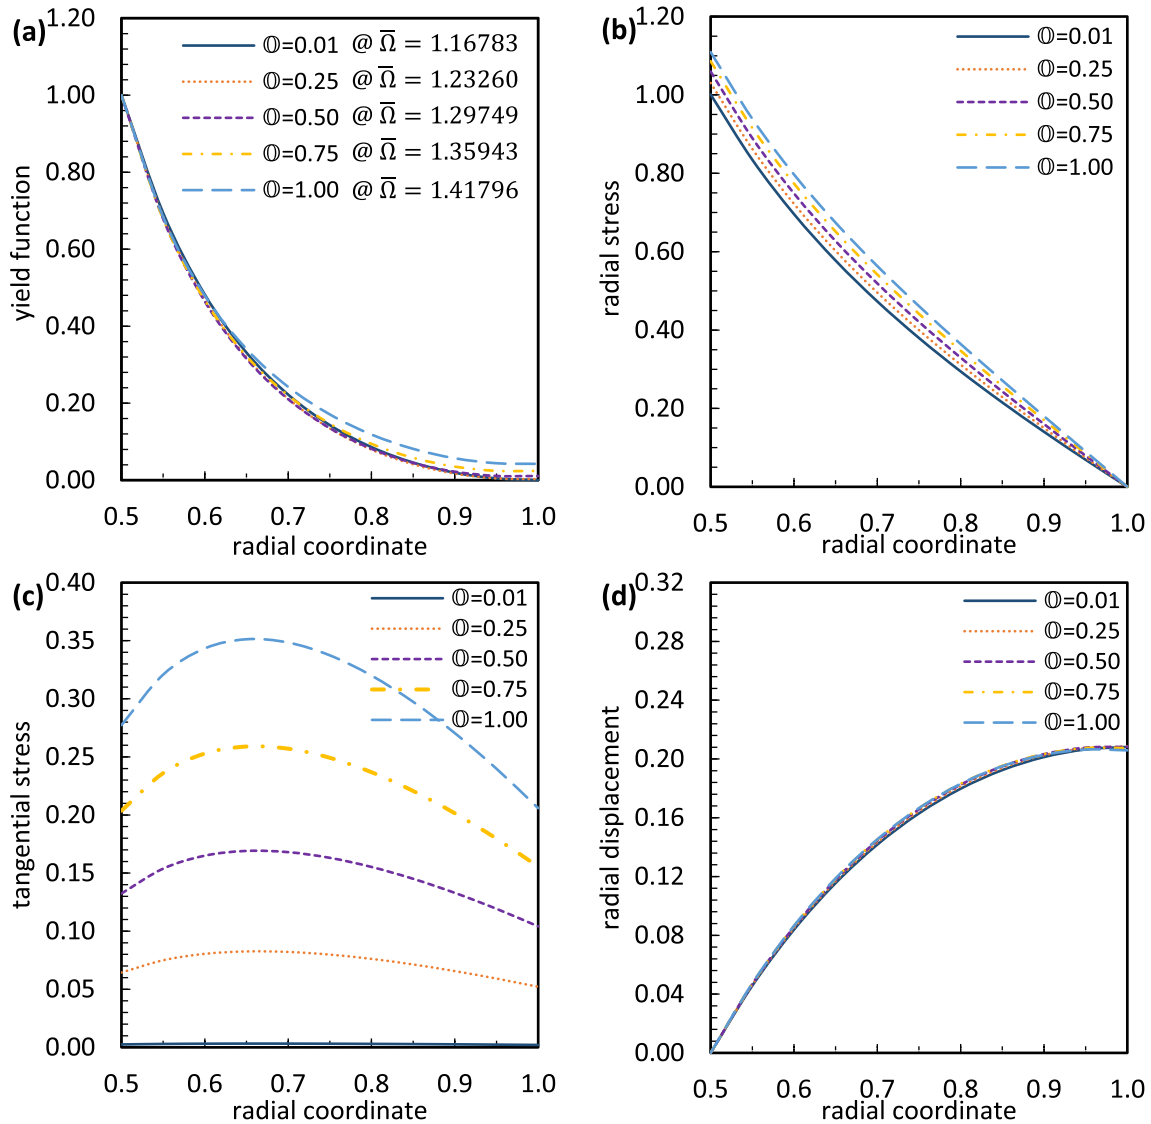 (a)
1.20
1.00
0.80
0.60
0.40
0.20
0.00
yield function
𝕆=0.01 @ Ω̅ = 1.16783
𝕆=0.25 @ Ω̅ = 1.23260
𝕆=0.50 @ Ω̅ = 1.29749
𝕆=0.75 @ Ω̅ = 1.35943
𝕆=1.00 @ Ω̅ = 1.41796
0.5 0.6 0.7 0.8 0.9 1.0
radial coordinate
(b)
1.20
1.00
0.80
0.60
0.40
0.20
0.00
radial stress
𝕆=0.01
𝕆=0.25
𝕆=0.50
𝕆=0.75
𝕆=1.00
0.5 0.6 0.7 0.8 0.9 1.0
radial coordinate
(c)
0.40
0.35
0.30
0.25
0.20
0.15
0.10
0.05
0.00
tangential stress
𝕆=0.01
𝕆=0.25
𝕆=0.50
𝕆=0.75
𝕆=1.00
0.5 0.6 0.7 0.8 0.9 1.0
radial coordinate
(d)
0.32
0.28
0.24
0.20
0.16
0.12
0.08
0.04
0.00
radial displacement
𝕆=0.01
𝕆=0.25
𝕆=0.50
𝕆=0.75
𝕆=1.00
0.5 0.6 0.7 0.8 0.9 1.0
radial coordinate